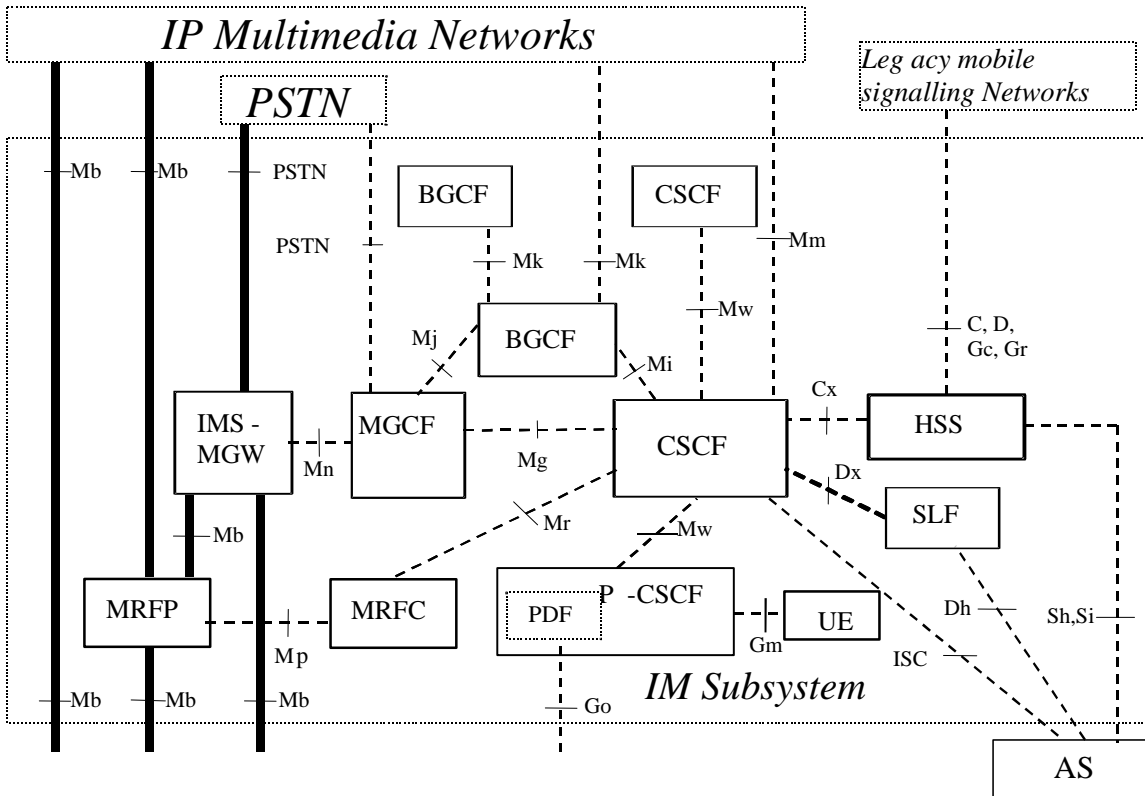 IP Multimedia Networks
Leg acy mobile
signalling Networks
PSTN
Mb
Mb
PSTN
BGCF
CSCF
PSTN
Mm
Mk
Mk
Mw
C, D,
Gc, Gr
Mj
BGCF
Mi
Cx
IMS -
MGW
MGCF
CSCF
HSS
Mn
Mg
Dx
Mr
Mw
SLF
Mb
MRFP
MRFC
P -CSCF
PDF
UE
Dh
Sh,Si
Mp
Gm
ISC
IM Subsystem
Mb
Mb
Mb
Go
AS